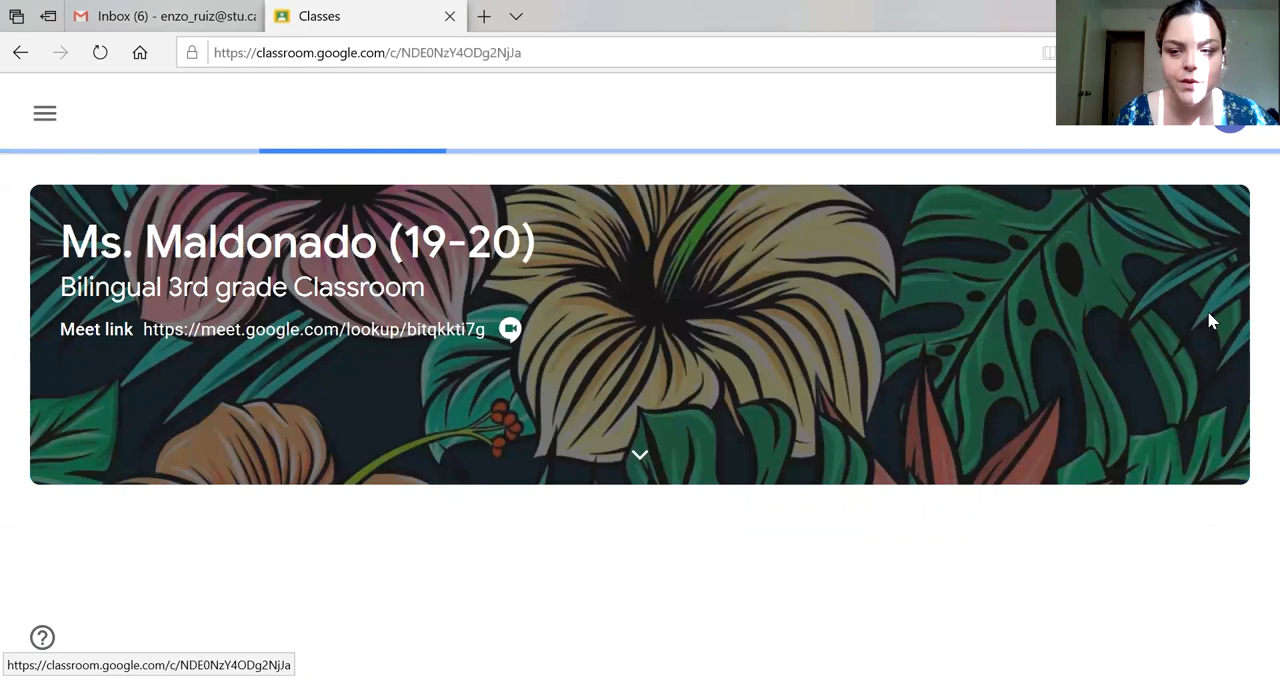 Inbox (6) - enzo_ruiz@stu.ca
Classes
https://classroom.google.com/c/NDE0NzY4ODg2NjJa
Ms. Maldonado (19-20)
Bilingual 3rd grade Classroom
Meet link https://meet.google.com/lookup/bitqkkti7g
https://classroom.google.com/c/NDE0NzY4ODg2NjJa